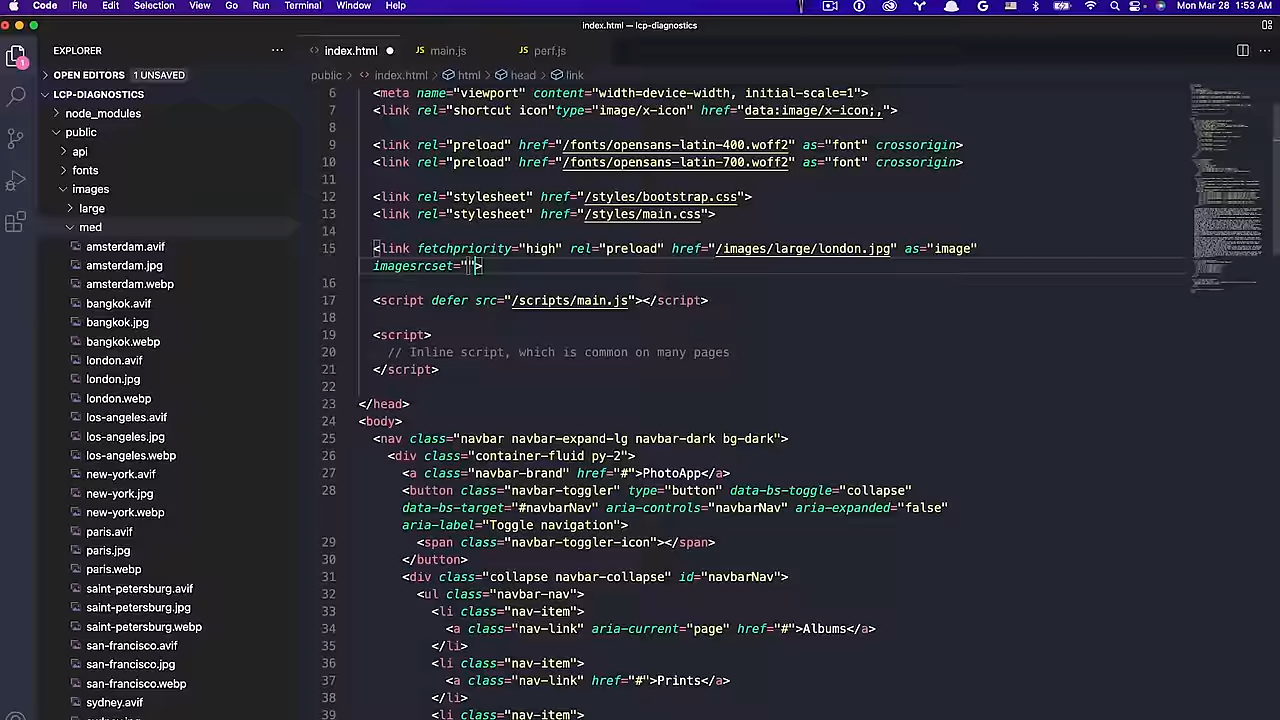 Code File Edit Selection View Go Run Terminal Window Help
Mon Mar 28 1:53 AM
index.html — lcp-diagnostics
EXPLORER
index.html
JS main.js
JS perf.js
OPEN EDITORS 1 UNSAVED
public > index.html > html > head > link
LCP-DIAGNOSTICS
node_modules
public
api
fonts
images
large
med
amsterdam.avif
amsterdam.jpg
amsterdam.webp
bangkok.avif
bangkok.jpg
bangkok.webp
london.avif
london.jpg
london.webp
los-angeles.avif
los-angeles.jpg
los-angeles.webp
new-york.avif
new-york.jpg
new-york.webp
paris.avif
paris.jpg
paris.webp
saint-petersburg.avif
saint-petersburg.jpg
saint-petersburg.webp
san-francisco.avif
san-francisco.jpg
san-francisco.webp
sydney.avif
sydney.jpg
6 <meta name="viewport" content="width=device-width, initial-scale=1">
7 <link rel="shortcut icon"type="image/x-icon" href="data:image/x-icon;,">
8
9 <link rel="preload" href="/fonts/opensans-latin-400.woff2" as="font" crossorigin>
10 <link rel="preload" href="/fonts/opensans-latin-700.woff2" as="font" crossorigin>
11
12 <link rel="stylesheet" href="/styles/bootstrap.css">
13 <link rel="stylesheet" href="/styles/main.css">
14
15 <link fetchpriority="high" rel="preload" href="/images/large/london.jpg" as="image"
imagesrcset="">
16
17 <script defer src="/scripts/main.js"></script>
18
19 <script>
20 // Inline script, which is common on many pages
21 </script>
22
23 </head>
24 <body>
25 <nav class="navbar navbar-expand-lg navbar-dark bg-dark">
26 <div class="container-fluid py-2">
27 <a class="navbar-brand" href="#">PhotoApp</a>
28 <button class="navbar-toggler" type="button" data-bs-toggle="collapse"
data-bs-target="#navbarNav" aria-controls="navbarNav" aria-expanded="false"
aria-label="Toggle navigation">
29 <span class="navbar-toggler-icon"></span>
30 </button>
31 <div class="collapse navbar-collapse" id="navbarNav">
32 <ul class="navbar-nav">
33 <li class="nav-item">
34 <a class="nav-link" aria-current="page" href="#">Albums</a>
35 </li>
36 <li class="nav-item">
37 <a class="nav-link" href="#">Prints</a>
38 </li>
39 <li class="nav-item">